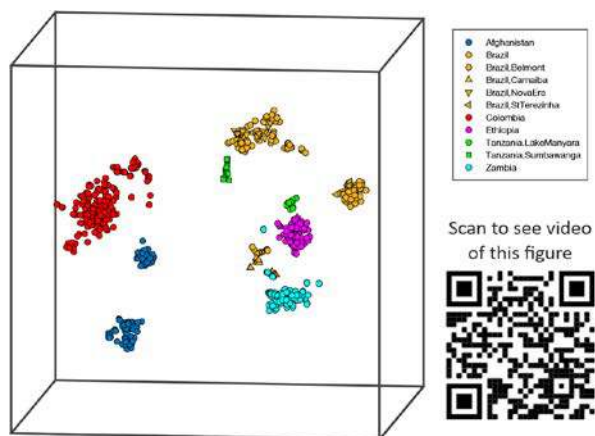 Afghanistan
Brazil
Brazil,Belmont
Brazil,Carnaiba
Brazil,NovaEra
Brazil,StTerezinha
Colombia
Ethiopia
Tanzania,LakeManyara
Tanzania,Sumbawanga
Zambia
Scan to see video
of this figure